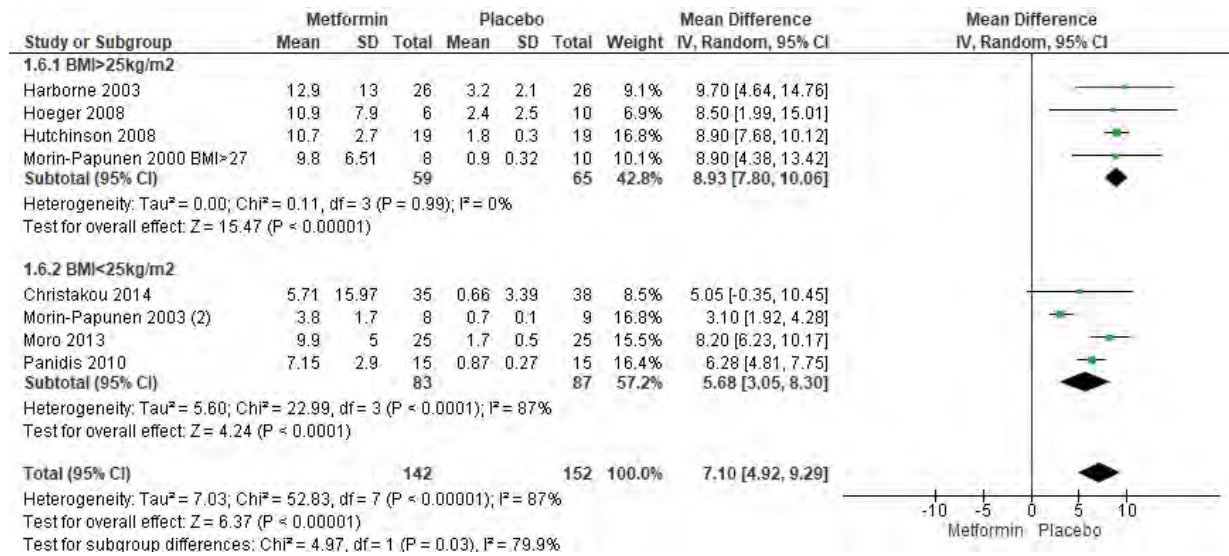 Metformin Placebo Mean Difference Mean Difference
Study or Subgroup Mean SD Total Mean SD Total Weight IV, Random, 95% CI IV, Random, 95% CI
1.6.1 BMI>25kg/m2
Harborne 2003 12.9 13 26 3.2 2.1 26 9.1% 9.70 [4.64, 14.76]
Hoeger 2008 10.9 7.9 6 2.4 2.5 10 6.9% 8.50 [1.99, 15.01]
Hutchinson 2008 10.7 2.7 19 1.8 0.3 19 16.8% 8.90 [7.68, 10.12]
Morin-Papunen 2000 BMI>27 9.8 6.51 8 0.9 0.32 10 10.1% 8.90 [4.38, 13.42]
Subtotal (95% CI) 59 65 42.8% 8.93 [7.80, 10.06]
Heterogeneity: Tau² = 0.00; Chi² = 0.11, df = 3 (P = 0.99); I² = 0%
Test for overall effect: Z = 15.47 (P < 0.00001)
1.6.2 BMI<25kg/m2
Christakou 2014 5.71 15.97 35 0.66 3.39 38 8.5% 5.05 [-0.35, 10.45]
Morin-Papunen 2003 (2) 3.8 1.7 8 0.7 0.1 9 16.8% 3.10 [1.92, 4.28]
Moro 2013 9.9 5 25 1.7 0.5 25 15.5% 8.20 [6.23, 10.17]
Panidis 2010 7.15 2.9 15 0.87 0.27 15 16.4% 6.28 [4.81, 7.75]
Subtotal (95% CI) 83 87 57.2% 5.68 [3.05, 8.30]
Heterogeneity: Tau² = 5.60; Chi² = 22.99, df = 3 (P < 0.0001); I² = 87%
Test for overall effect: Z = 4.24 (P < 0.0001)
Total (95% CI) 142 152 100.0% 7.10 [4.92, 9.29]
Heterogeneity: Tau² = 7.03; Chi² = 52.83, df = 7 (P < 0.00001); I² = 87%
Test for overall effect: Z = 6.37 (P < 0.00001)
Test for subgroup differences: Chi² = 4.97, df = 1 (P = 0.03), I² = 79.9%
-10 -5 0 5 10
Metformin Placebo